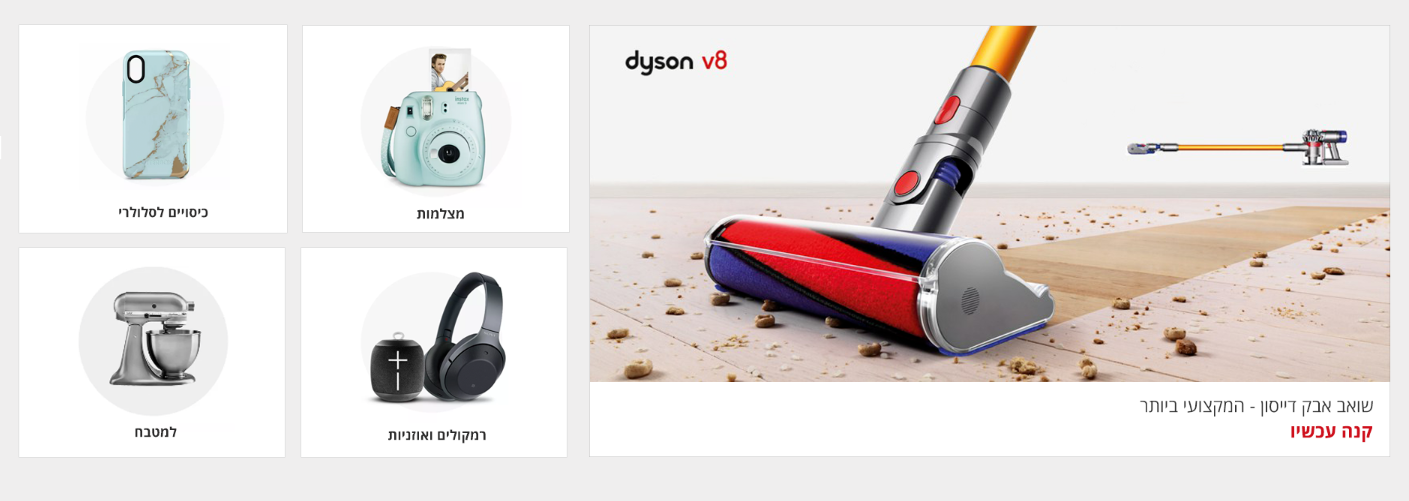 dyson v8
שואב אבק דייסון - המקצועי ביותר
קנה עכשיו
מצלמות
כיסויים לסלולרי
רמקולים ואוזניות
למטבח